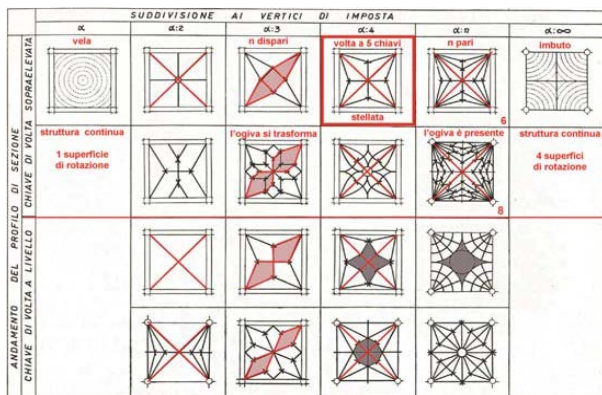 SUDDIVISIONE AI VERTICI DI IMPOSTA
α
α:2
α:3
α:4
α:n
α:∞
vela
n dispari
volta a 5 chiavi
n pari
imbuto
stellata
6
struttura continua
l'ogiva si trasforma
l'ogiva è presente
struttura continua
1 superficie
di rotazione
4 superfici
di rotazione
8
ANDAMENTO DEL PROFILO DI SEZIONE
CHIAVE DI VOLTA SOPRAELEVATA
CHIAVE DI VOLTA A LIVELLO